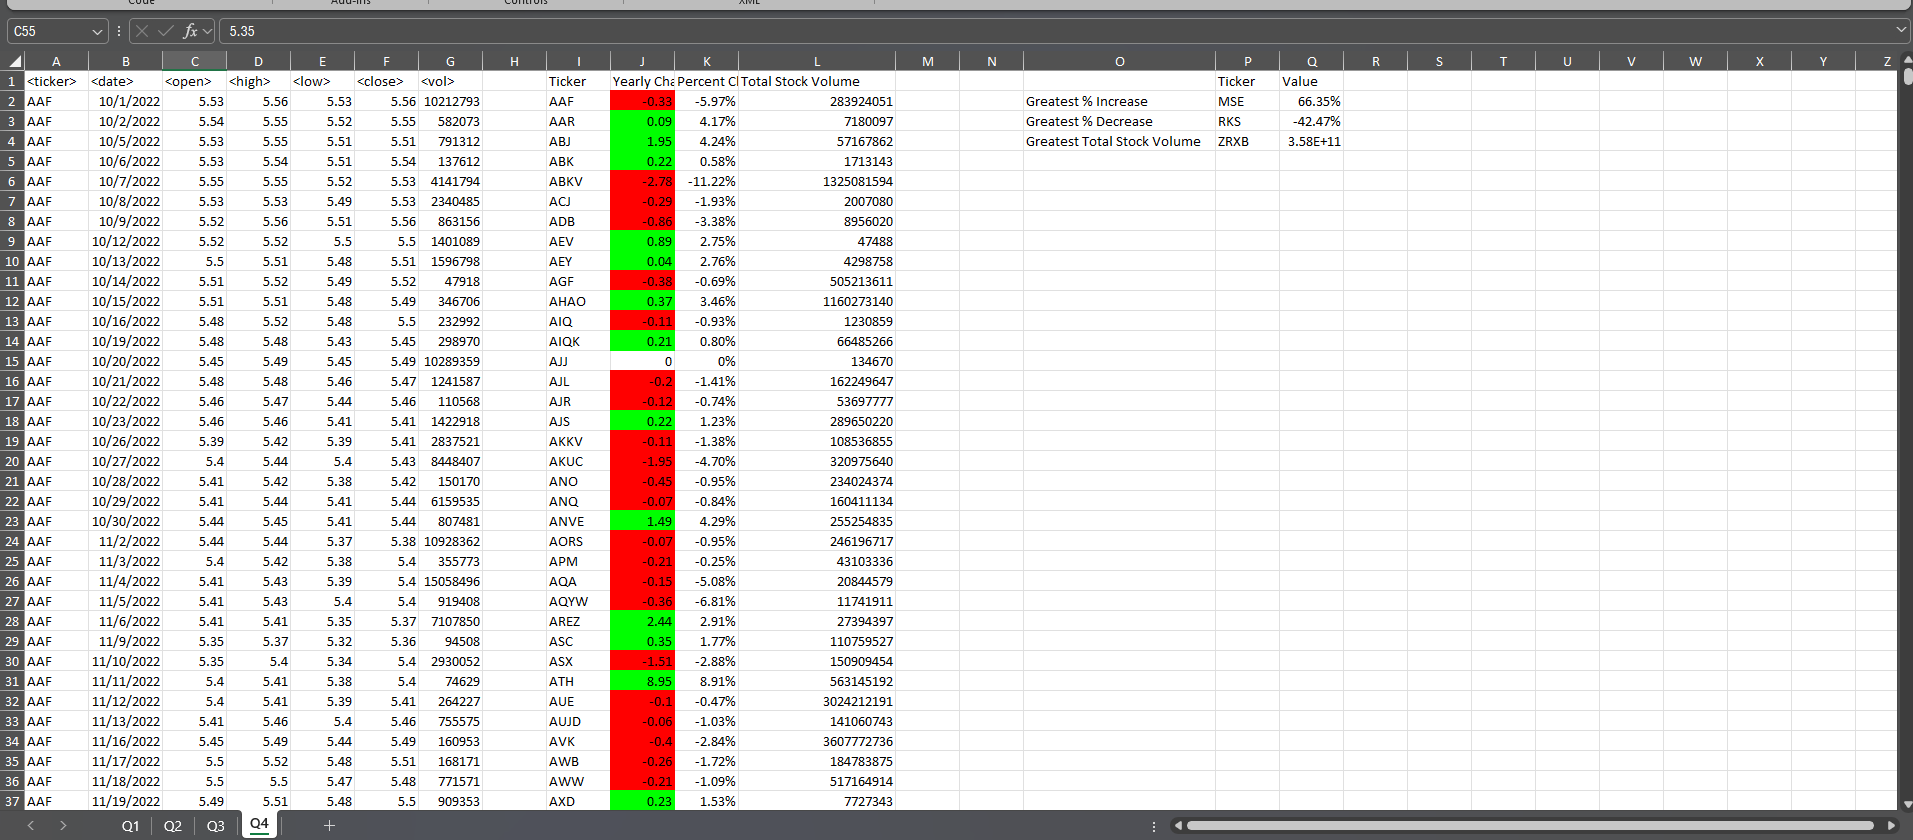 Code Add-ins Controls XML
C55 fx 5.35
A B C D E F G H I J K L M N O P Q R S T U V W X Y Z
1 <ticker> <date> <open> <high> <low> <close> <vol> Ticker Yearly Cha Percent Cl Total Stock Volume Ticker Value
2 AAF 10/1/2022 5.53 5.56 5.53 5.56 10212793 AAF -0.33 -5.97% 283924051 Greatest % Increase MSE 66.35%
3 AAF 10/2/2022 5.54 5.55 5.52 5.55 582073 AAR 0.09 4.17% 7180097 Greatest % Decrease RKS -42.47%
4 AAF 10/5/2022 5.53 5.55 5.51 5.51 791312 ABJ 1.95 4.24% 57167862 Greatest Total Stock Volume ZRXB 3.58E+11
5 AAF 10/6/2022 5.53 5.54 5.51 5.54 137612 ABK 0.22 0.58% 1713143
6 AAF 10/7/2022 5.55 5.55 5.52 5.53 4141794 ABKV -2.78 -11.22% 1325081594
7 AAF 10/8/2022 5.53 5.53 5.49 5.53 2340485 ACJ -0.29 -1.93% 2007080
8 AAF 10/9/2022 5.52 5.56 5.51 5.56 863156 ADB -0.86 -3.38% 8956020
9 AAF 10/12/2022 5.52 5.52 5.5 5.5 1401089 AEV 0.89 2.75% 47488
10 AAF 10/13/2022 5.5 5.51 5.48 5.51 1596798 AEY 0.04 2.76% 4298758
11 AAF 10/14/2022 5.51 5.52 5.49 5.52 47918 AGF -0.38 -0.69% 505213611
12 AAF 10/15/2022 5.51 5.51 5.48 5.49 346706 AHAO 0.37 3.46% 1160273140
13 AAF 10/16/2022 5.48 5.52 5.48 5.5 232992 AIQ -0.11 -0.93% 1230859
14 AAF 10/19/2022 5.48 5.48 5.43 5.45 298970 AIQK 0.21 0.80% 66485266
15 AAF 10/20/2022 5.45 5.49 5.45 5.49 10289359 AJJ 0 0% 134670
16 AAF 10/21/2022 5.48 5.48 5.46 5.47 1241587 AJL -0.2 -1.41% 162249647
17 AAF 10/22/2022 5.46 5.47 5.44 5.46 110568 AJR -0.12 -0.74% 53697777
18 AAF 10/23/2022 5.46 5.46 5.41 5.41 1422918 AJS 0.22 1.23% 289650220
19 AAF 10/26/2022 5.39 5.42 5.39 5.41 2837521 AKKV -0.11 -1.38% 108536855
20 AAF 10/27/2022 5.4 5.44 5.4 5.43 8448407 AKUC -1.95 -4.70% 320975640
21 AAF 10/28/2022 5.41 5.42 5.38 5.42 150170 ANO -0.45 -0.95% 234024374
22 AAF 10/29/2022 5.41 5.44 5.41 5.44 6159535 ANQ -0.07 -0.84% 160411134
23 AAF 10/30/2022 5.44 5.45 5.41 5.44 807481 ANVE 1.49 4.29% 255254835
24 AAF 11/2/2022 5.44 5.44 5.37 5.38 10928362 AORS -0.07 -0.95% 246196717
25 AAF 11/3/2022 5.4 5.42 5.38 5.4 355773 APM -0.21 -0.25% 43103336
26 AAF 11/4/2022 5.41 5.43 5.39 5.4 15058496 AQA -0.15 -5.08% 20844579
27 AAF 11/5/2022 5.41 5.43 5.4 5.4 919408 AQYW -0.36 -6.81% 11741911
28 AAF 11/6/2022 5.41 5.41 5.35 5.37 7107850 AREZ 2.44 2.91% 27394397
29 AAF 11/9/2022 5.35 5.37 5.32 5.36 94508 ASC 0.35 1.77% 110759527
30 AAF 11/10/2022 5.35 5.4 5.34 5.4 2930052 ASX -1.51 -2.88% 150909454
31 AAF 11/11/2022 5.4 5.41 5.38 5.4 74629 ATH 8.95 8.91% 563145192
32 AAF 11/12/2022 5.4 5.41 5.39 5.41 264227 AUE -0.1 -0.47% 3024212191
33 AAF 11/13/2022 5.41 5.46 5.4 5.46 755575 AUJD -0.06 -1.03% 141060743
34 AAF 11/16/2022 5.45 5.49 5.44 5.49 160953 AVK -0.4 -2.84% 3607772736
35 AAF 11/17/2022 5.5 5.52 5.48 5.51 168171 AWB -0.26 -1.72% 184783875
36 AAF 11/18/2022 5.5 5.5 5.47 5.48 771571 AWW -0.21 -1.09% 517164914
37 AAF 11/19/2022 5.49 5.51 5.48 5.5 909353 AXD 0.23 1.53% 7727343
Q1 Q2 Q3 Q4 +